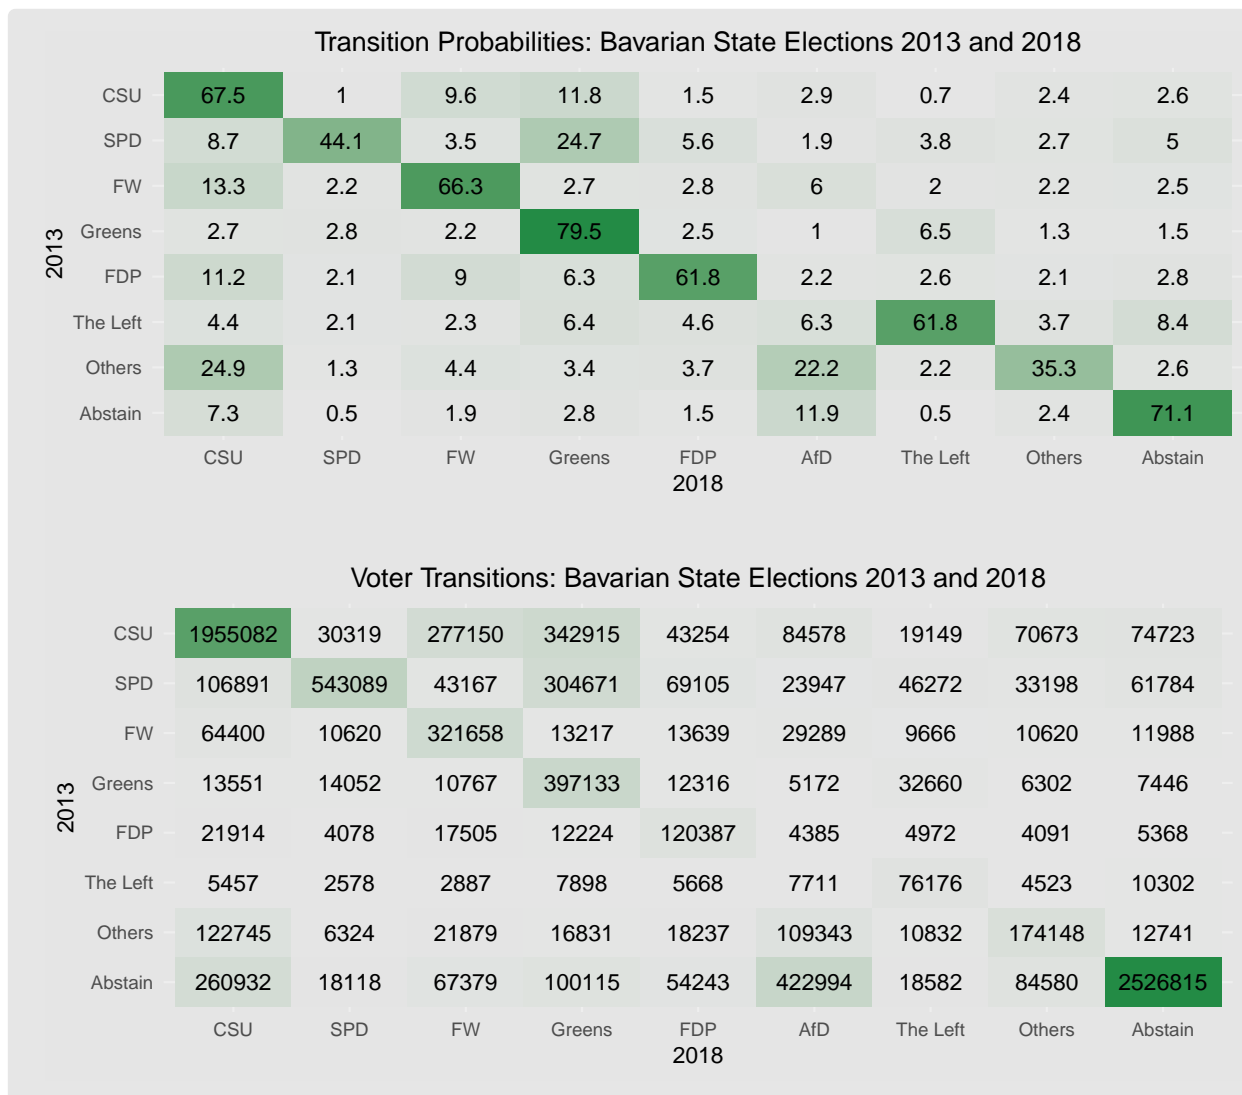 Transition Probabilities: Bavarian State Elections 2013 and 2018
CSU 67.5 1 9.6 11.8 1.5 2.9 0.7 2.4 2.6
SPD 8.7 44.1 3.5 24.7 5.6 1.9 3.8 2.7 5
FW 13.3 2.2 66.3 2.7 2.8 6 2 2.2 2.5
Greens 2.7 2.8 2.2 79.5 2.5 1 6.5 1.3 1.5
2013
FDP 11.2 2.1 9 6.3 61.8 2.2 2.6 2.1 2.8
The Left 4.4 2.1 2.3 6.4 4.6 6.3 61.8 3.7 8.4
Others 24.9 1.3 4.4 3.4 3.7 22.2 2.2 35.3 2.6
Abstain 7.3 0.5 1.9 2.8 1.5 11.9 0.5 2.4 71.1
CSU SPD FW Greens FDP AfD The Left Others Abstain
2018
Voter Transitions: Bavarian State Elections 2013 and 2018
CSU 1955082 30319 277150 342915 43254 84578 19149 70673 74723
SPD 106891 543089 43167 304671 69105 23947 46272 33198 61784
FW 64400 10620 321658 13217 13639 29289 9666 10620 11988
Greens 13551 14052 10767 397133 12316 5172 32660 6302 7446
2013
FDP 21914 4078 17505 12224 120387 4385 4972 4091 5368
The Left 5457 2578 2887 7898 5668 7711 76176 4523 10302
Others 122745 6324 21879 16831 18237 109343 10832 174148 12741
Abstain 260932 18118 67379 100115 54243 422994 18582 84580 2526815
CSU SPD FW Greens FDP AfD The Left Others Abstain
2018